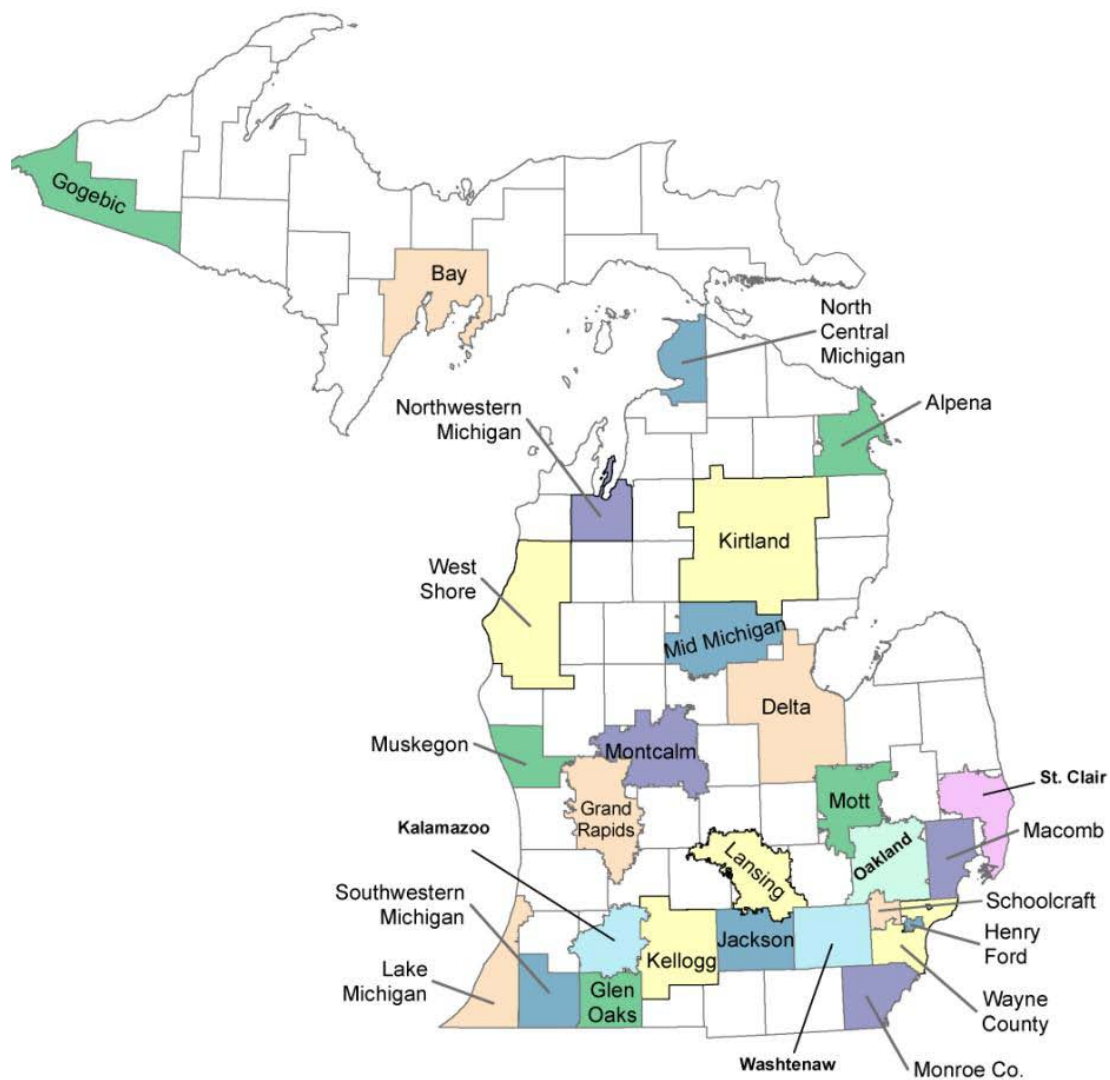 Gogebic
Bay
North
Central
Michigan
Northwestern
Michigan
Alpena
Kirtland
West
Shore
Mid Michigan
Delta
Muskegon
Montcalm
Mott
St. Clair
Grand
Rapids
Kalamazoo
Macomb
Oakland
Lansing
Southwestern
Michigan
Schoolcraft
Henry
Ford
Jackson
Kellogg
Lake
Michigan
Glen
Oaks
Wayne
County
Washtenaw
Monroe Co.